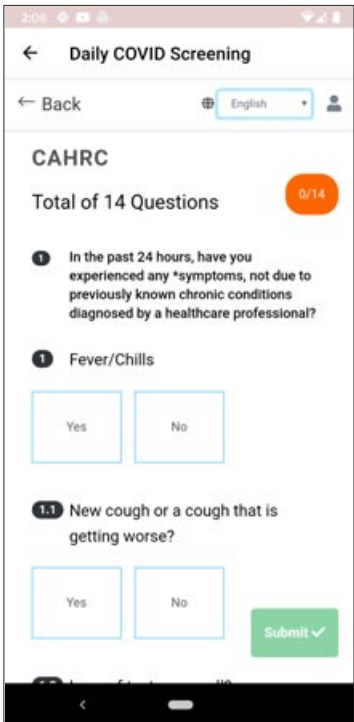 2:05
Daily COVID Screening
← Back
English
CAHRC
Total of 14 Questions
0/14
1 In the past 24 hours, have you
experienced any *symptoms, not due to
previously known chronic conditions
diagnosed by a healthcare professional?
1 Fever/Chills
Yes
No
1.1 New cough or a cough that is
getting worse?
Yes
No
Submit